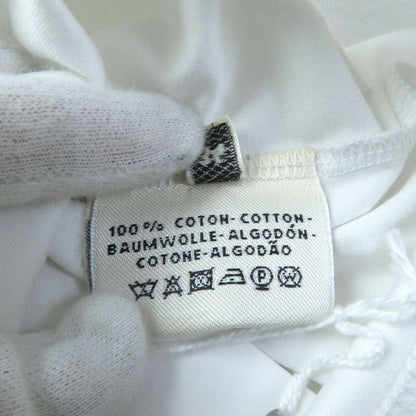 100% COTON-COTTON-
BAUMWOLLE-ALGODÓN-
COTONE-ALGODÃO
P W